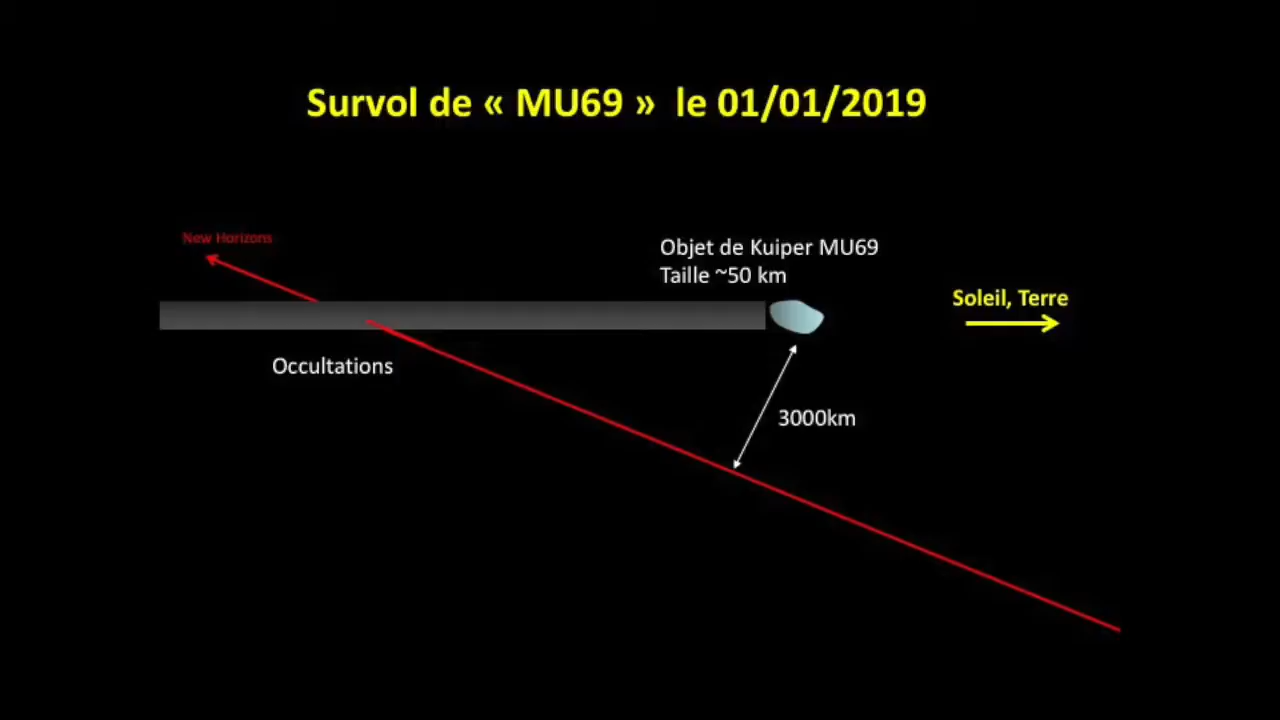 Survol de « MU69 » le 01/01/2019
New Horizons
Objet de Kuiper MU69
Taille ~50 km
Soleil, Terre
Occultations
3000km